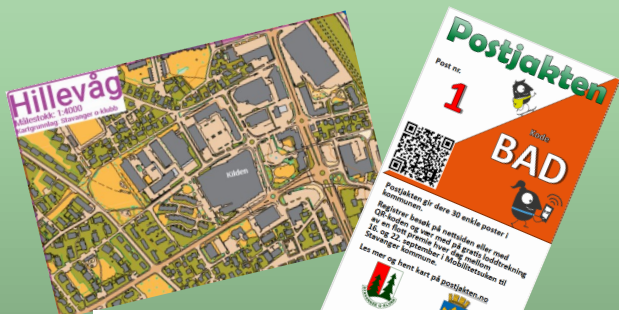 Hillevåg
Målestokk: 1:4000
Kartgrunnlag: Stavanger o-klubb
Kilden
Postjakten
Post nr.
1
Kode
BAD
Postjakten gir dere 30 enkle poster i
kommunen.
Registrer besøk på nettsiden eller med
QR-koden og vær med på gratis loddtrekning
av en flott premie hver dag mellom
16. og 22. september i Mobilitetsuken til
Stavanger kommune.
Les mer og hent kart på postjakten.no